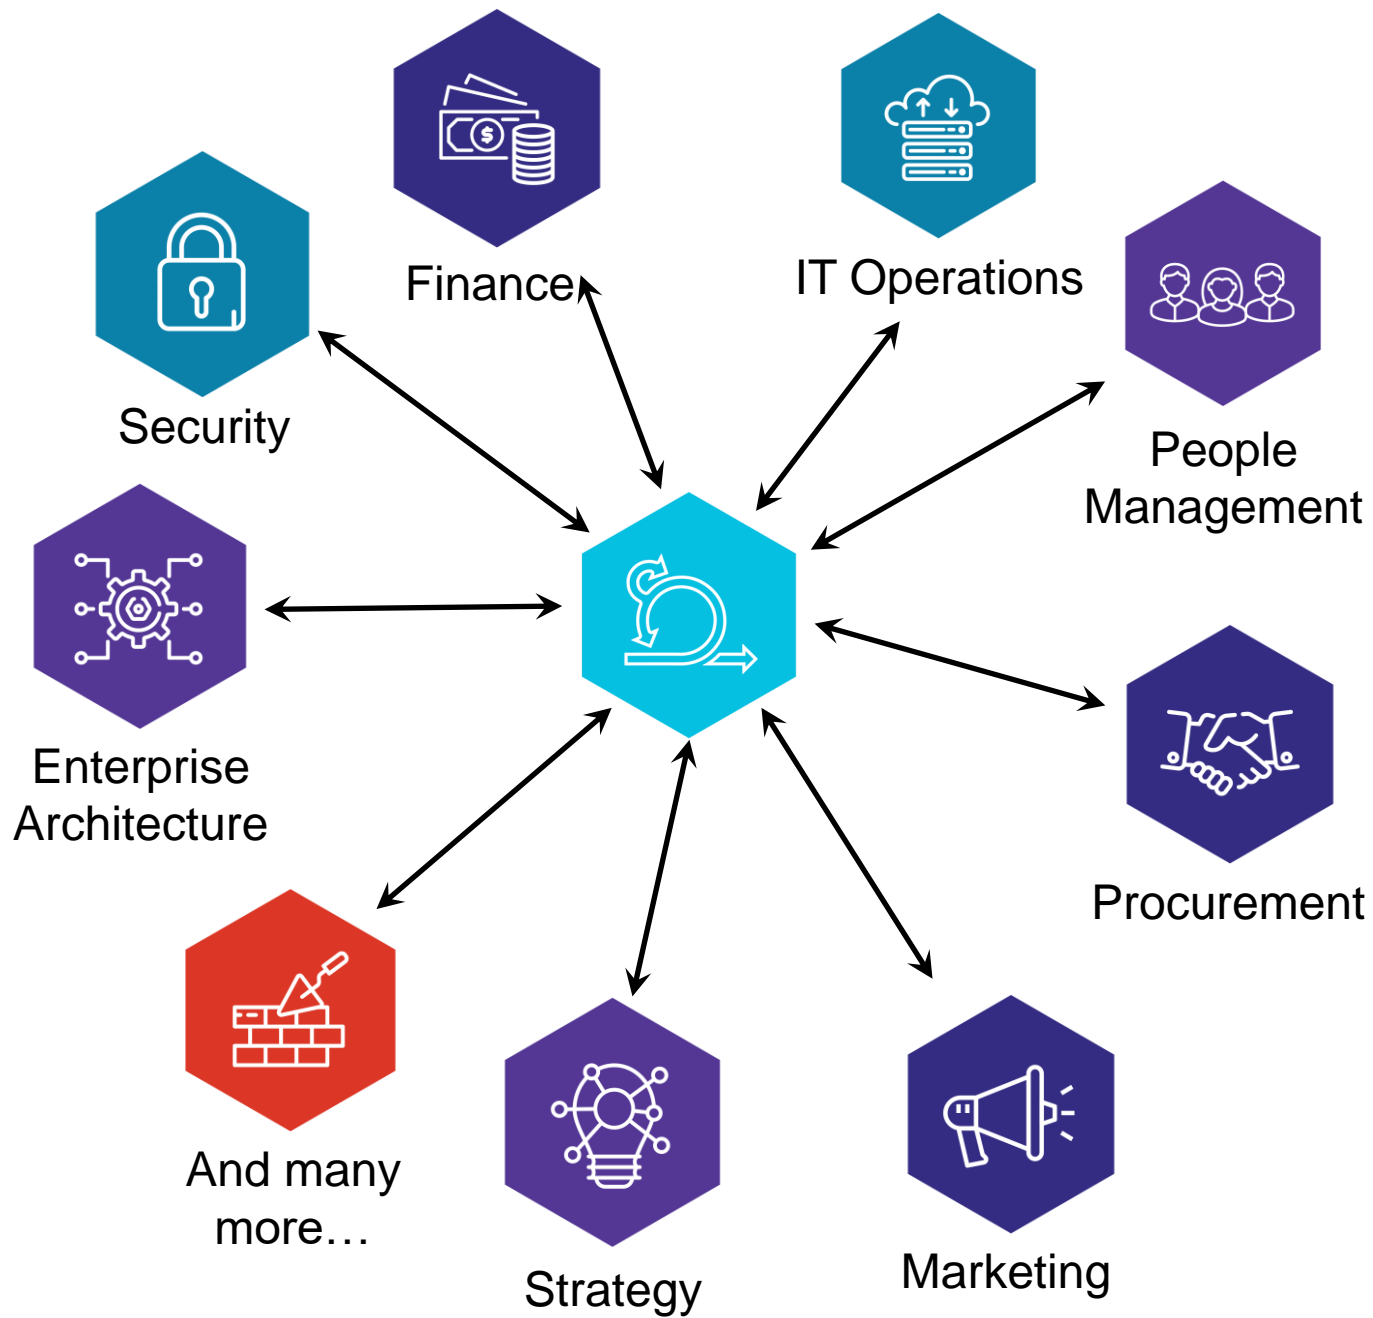 Finance
IT Operations
Security
People
Management
Enterprise
Architecture
Procurement
And many
more…
Strategy
Marketing